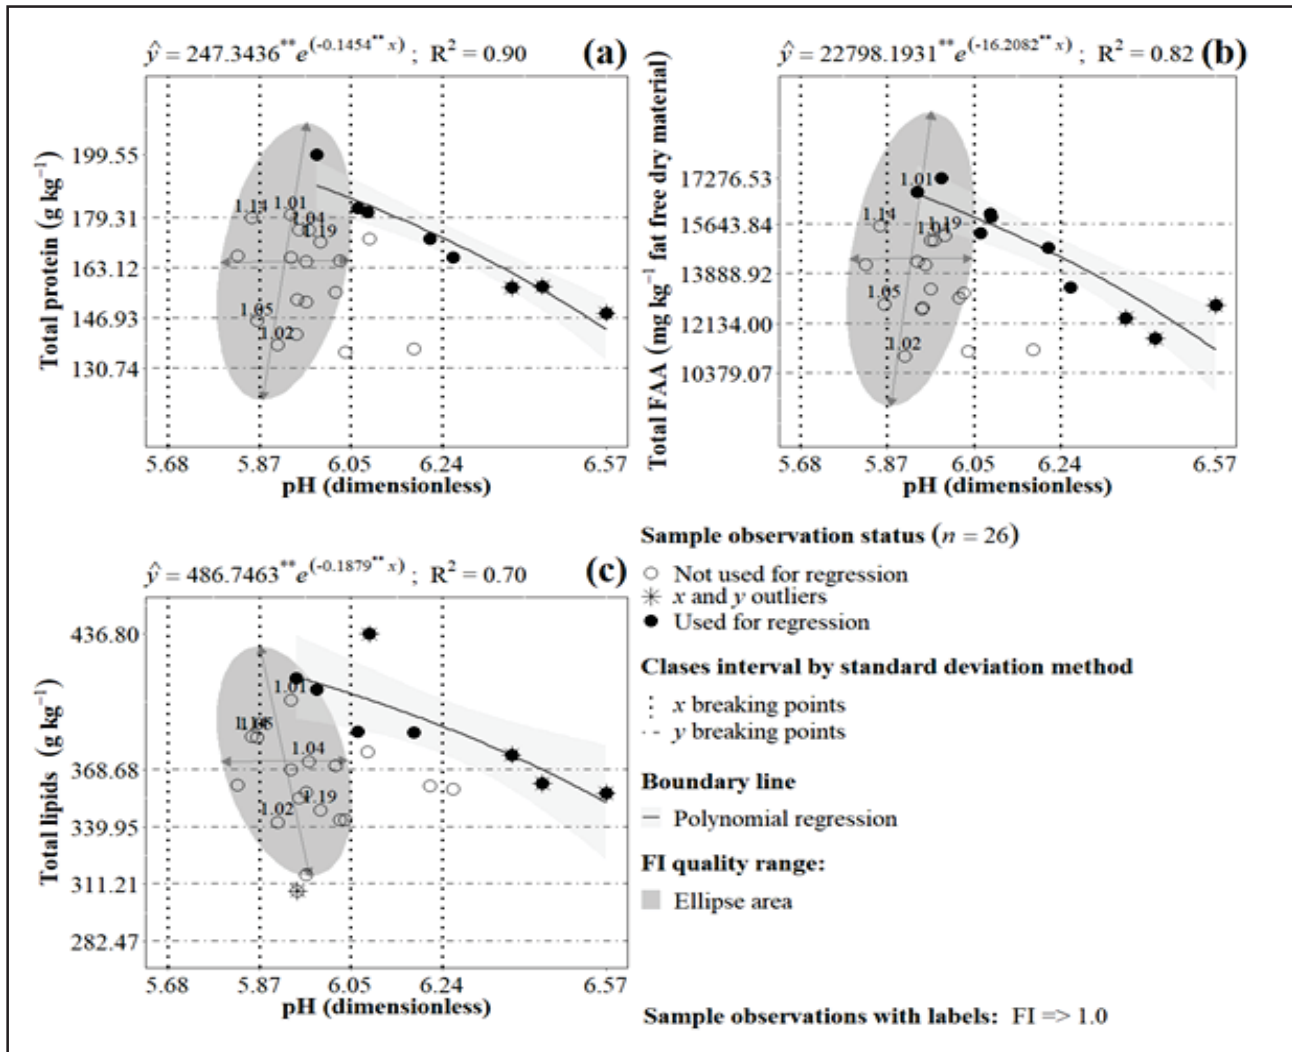 ŷ = 247.3436**e(-0.1454** x) ; R² = 0.90 (a)
Total protein (g kg⁻¹)
199.55
179.31
163.12
146.93
130.74
1.14
1.01
1.04
1.19
1.05
1.02
5.68 5.87 6.05 6.24 6.57
pH (dimensionless)
ŷ = 22798.1931**e(-16.2082** x) ; R² = 0.82 (b)
Total FAA (mg kg⁻¹ fat free dry material)
17276.53
15643.84
13888.92
12134.00
10379.07
1.01
1.14
1.19
1.04
1.05
1.02
5.68 5.87 6.05 6.24 6.57
pH (dimensionless)
ŷ = 486.7463**e(-0.1879** x) ; R² = 0.70 (c)
Total lipids (g kg⁻¹)
436.80
368.68
339.95
311.21
282.47
1.01
1.04
1.02
1.19
5.68 5.87 6.05 6.24 6.57
pH (dimensionless)
Sample observation status (n = 26)
Not used for regression
x and y outliers
Used for regression
Clases interval by standard deviation method
x breaking points
y breaking points
Boundary line
Polynomial regression
FI quality range:
Ellipse area
Sample observations with labels: FI => 1.0